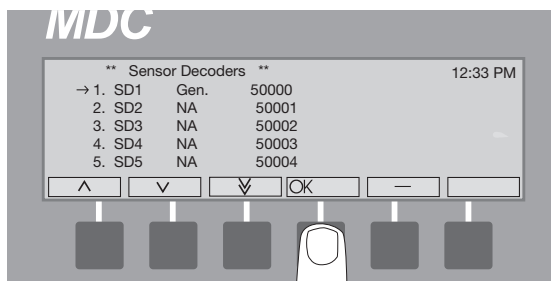 MDC
** Sensor Decoders ** 12:33 PM
→ 1. SD1 Gen. 50000
2. SD2 NA 50001
3. SD3 NA 50002
4. SD4 NA 50003
5. SD5 NA 50004
OK —